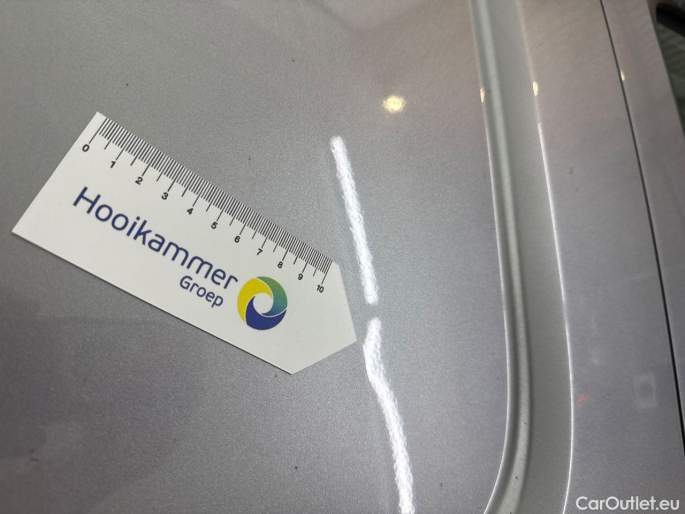 0 1 2 3 4 5 6 7 8 9 10
Hooikammer
Groep
CarOutlet.eu